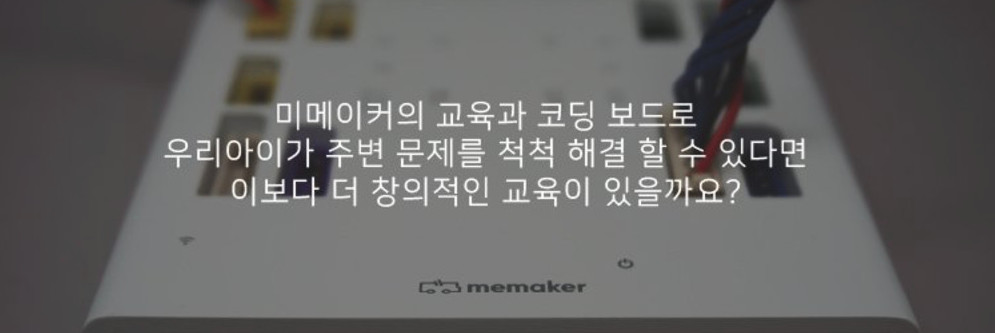 미메이커의 교육과 코딩 보드로
우리아이가 주변 문제를 척척 해결 할 수 있다면
이보다 더 창의적인 교육이 있을까요?
memaker